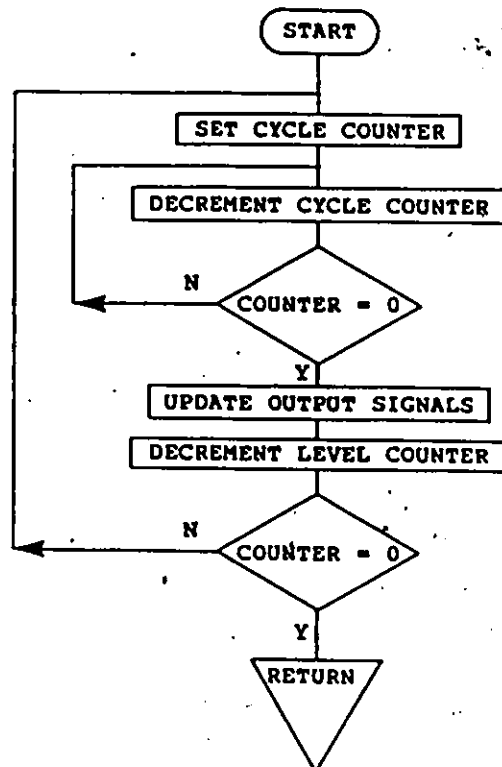 START
SET CYCLE COUNTER
DECREMENT CYCLE COUNTER
N
COUNTER = 0
Y
UPDATE OUTPUT SIGNALS
DECREMENT LEVEL COUNTER
N
COUNTER = 0
Y
RETURN